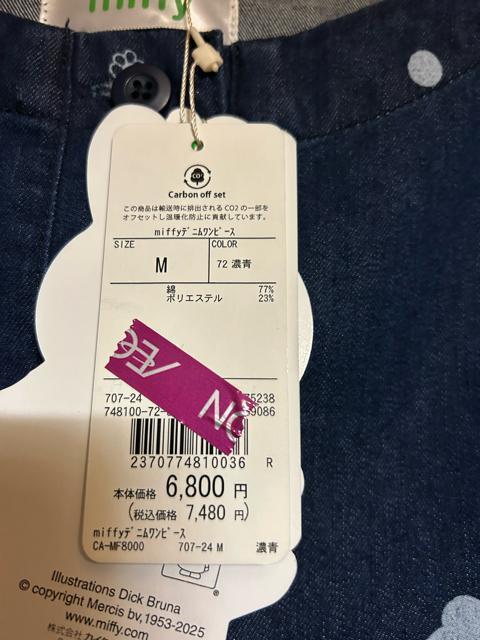 miffy
CO2
Carbon off set
この商品は輸送時に排出されるCO2の一部を
オフセットし温暖化防止に貢献しています。
miffyﾃﾞﾆﾑﾜﾝﾋﾟｰｽ
SIZE COLOR
M 72 濃青
綿 77%
ポリエステル 23%
/EC
ON
707-24 75238
748100-72- 9086
2370774810036 R
本体価格 6,800 円
(税込価格 7,480 円)
miffyﾃﾞﾆﾑﾜﾝﾋﾟｰｽ
CA-MF8000 707-24 M 濃青
Illustrations Dick Bruna
© copyright Mercis bv, 1953-2025
www.miffy.com
株式会社